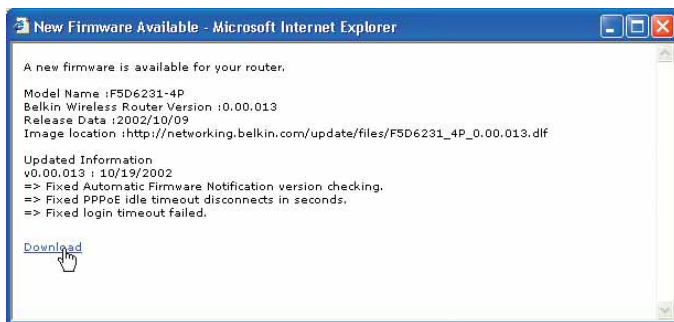 New Firmware Available - Microsoft Internet Explorer
A new firmware is available for your router.
Model Name :F5D6231-4P
Belkin Wireless Router Version :0.00.013
Release Data :2002/10/09
Image location :http://networking.belkin.com/update/files/F5D6231_4P_0.00.013.dlf
Updated Information
v0.00.013 : 10/19/2002
=> Fixed Automatic Firmware Notification version checking.
=> Fixed PPPoE idle timeout disconnects in seconds.
=> Fixed login timeout failed.
Download